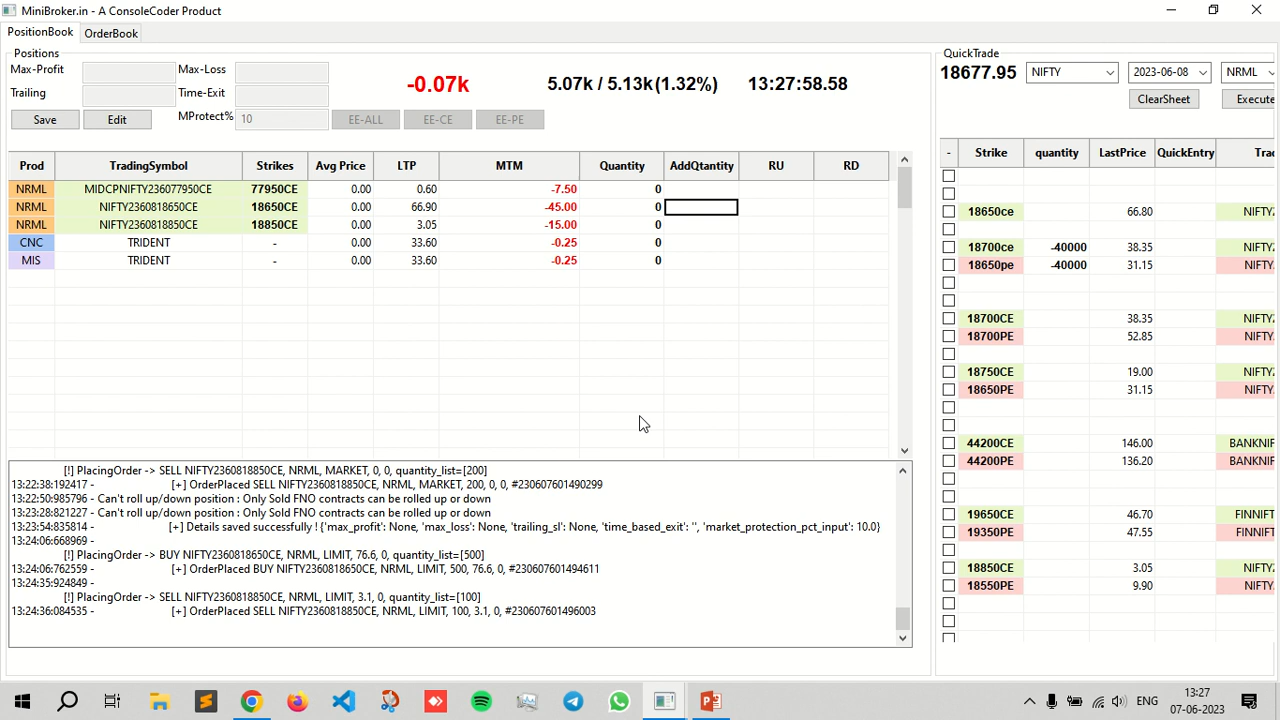 MiniBroker.in - A ConsoleCoder Product
PositionBook OrderBook
Positions
Max-Profit Max-Loss
Trailing Time-Exit
-0.07k 5.07k / 5.13k(1.32%) 13:27:58.58
Save Edit MProtect% 10 EE-ALL EE-CE EE-PE
Prod TradingSymbol Strikes Avg Price LTP MTM Quantity AddQtantity RU RD
NRML MIDCPNIFTY236077950CE 77950CE 0.00 0.60 -7.50 0
NRML NIFTY2360818650CE 18650CE 0.00 66.90 -45.00 0
NRML NIFTY2360818850CE 18850CE 0.00 3.05 -15.00 0
CNC TRIDENT - 0.00 33.60 -0.25 0
MIS TRIDENT - 0.00 33.60 -0.25 0
[!] PlacingOrder -> SELL NIFTY2360818850CE, NRML, MARKET, 0, 0, quantity_list=[200]
13:22:38:192417 - [+] OrderPlaced SELL NIFTY2360818850CE, NRML, MARKET, 200, 0, 0, #230607601490299
13:22:50:985796 - Can't roll up/down position : Only Sold FNO contracts can be rolled up or down
13:23:28:821227 - Can't roll up/down position : Only Sold FNO contracts can be rolled up or down
13:23:54:835814 - [+] Details saved successfully ! {'max_profit': None, 'max_loss': None, 'trailing_sl': None, 'time_based_exit': '', 'market_protection_pct_input': 10.0}
13:24:06:668969 -
[!] PlacingOrder -> BUY NIFTY2360818650CE, NRML, LIMIT, 76.6, 0, quantity_list=[500]
13:24:06:762559 - [+] OrderPlaced BUY NIFTY2360818650CE, NRML, LIMIT, 500, 76.6, 0, #230607601494611
13:24:35:924849 -
[!] PlacingOrder -> SELL NIFTY2360818850CE, NRML, LIMIT, 3.1, 0, quantity_list=[100]
13:24:36:084535 - [+] OrderPlaced SELL NIFTY2360818850CE, NRML, LIMIT, 100, 3.1, 0, #230607601496003
QuickTrade
18677.95 NIFTY 2023-06-08 NRML
ClearSheet Execute
- Strike quantity LastPrice QuickEntry Trac
18650ce 66.80 NIFTY2
18700ce -40000 38.35 NIFTY2
18650pe -40000 31.15 NIFTY2
18700CE 38.35 NIFTY2
18700PE 52.85 NIFTY2
18750CE 19.00 NIFTY2
18650PE 31.15 NIFTY2
44200CE 146.00 BANKNIF
44200PE 136.20 BANKNIF
19650CE 46.70 FINNIFT
19350PE 47.55 FINNIFT
18850CE 3.05 NIFTY2
18550PE 9.90 NIFTY2
ENG 13:27
07-06-2023